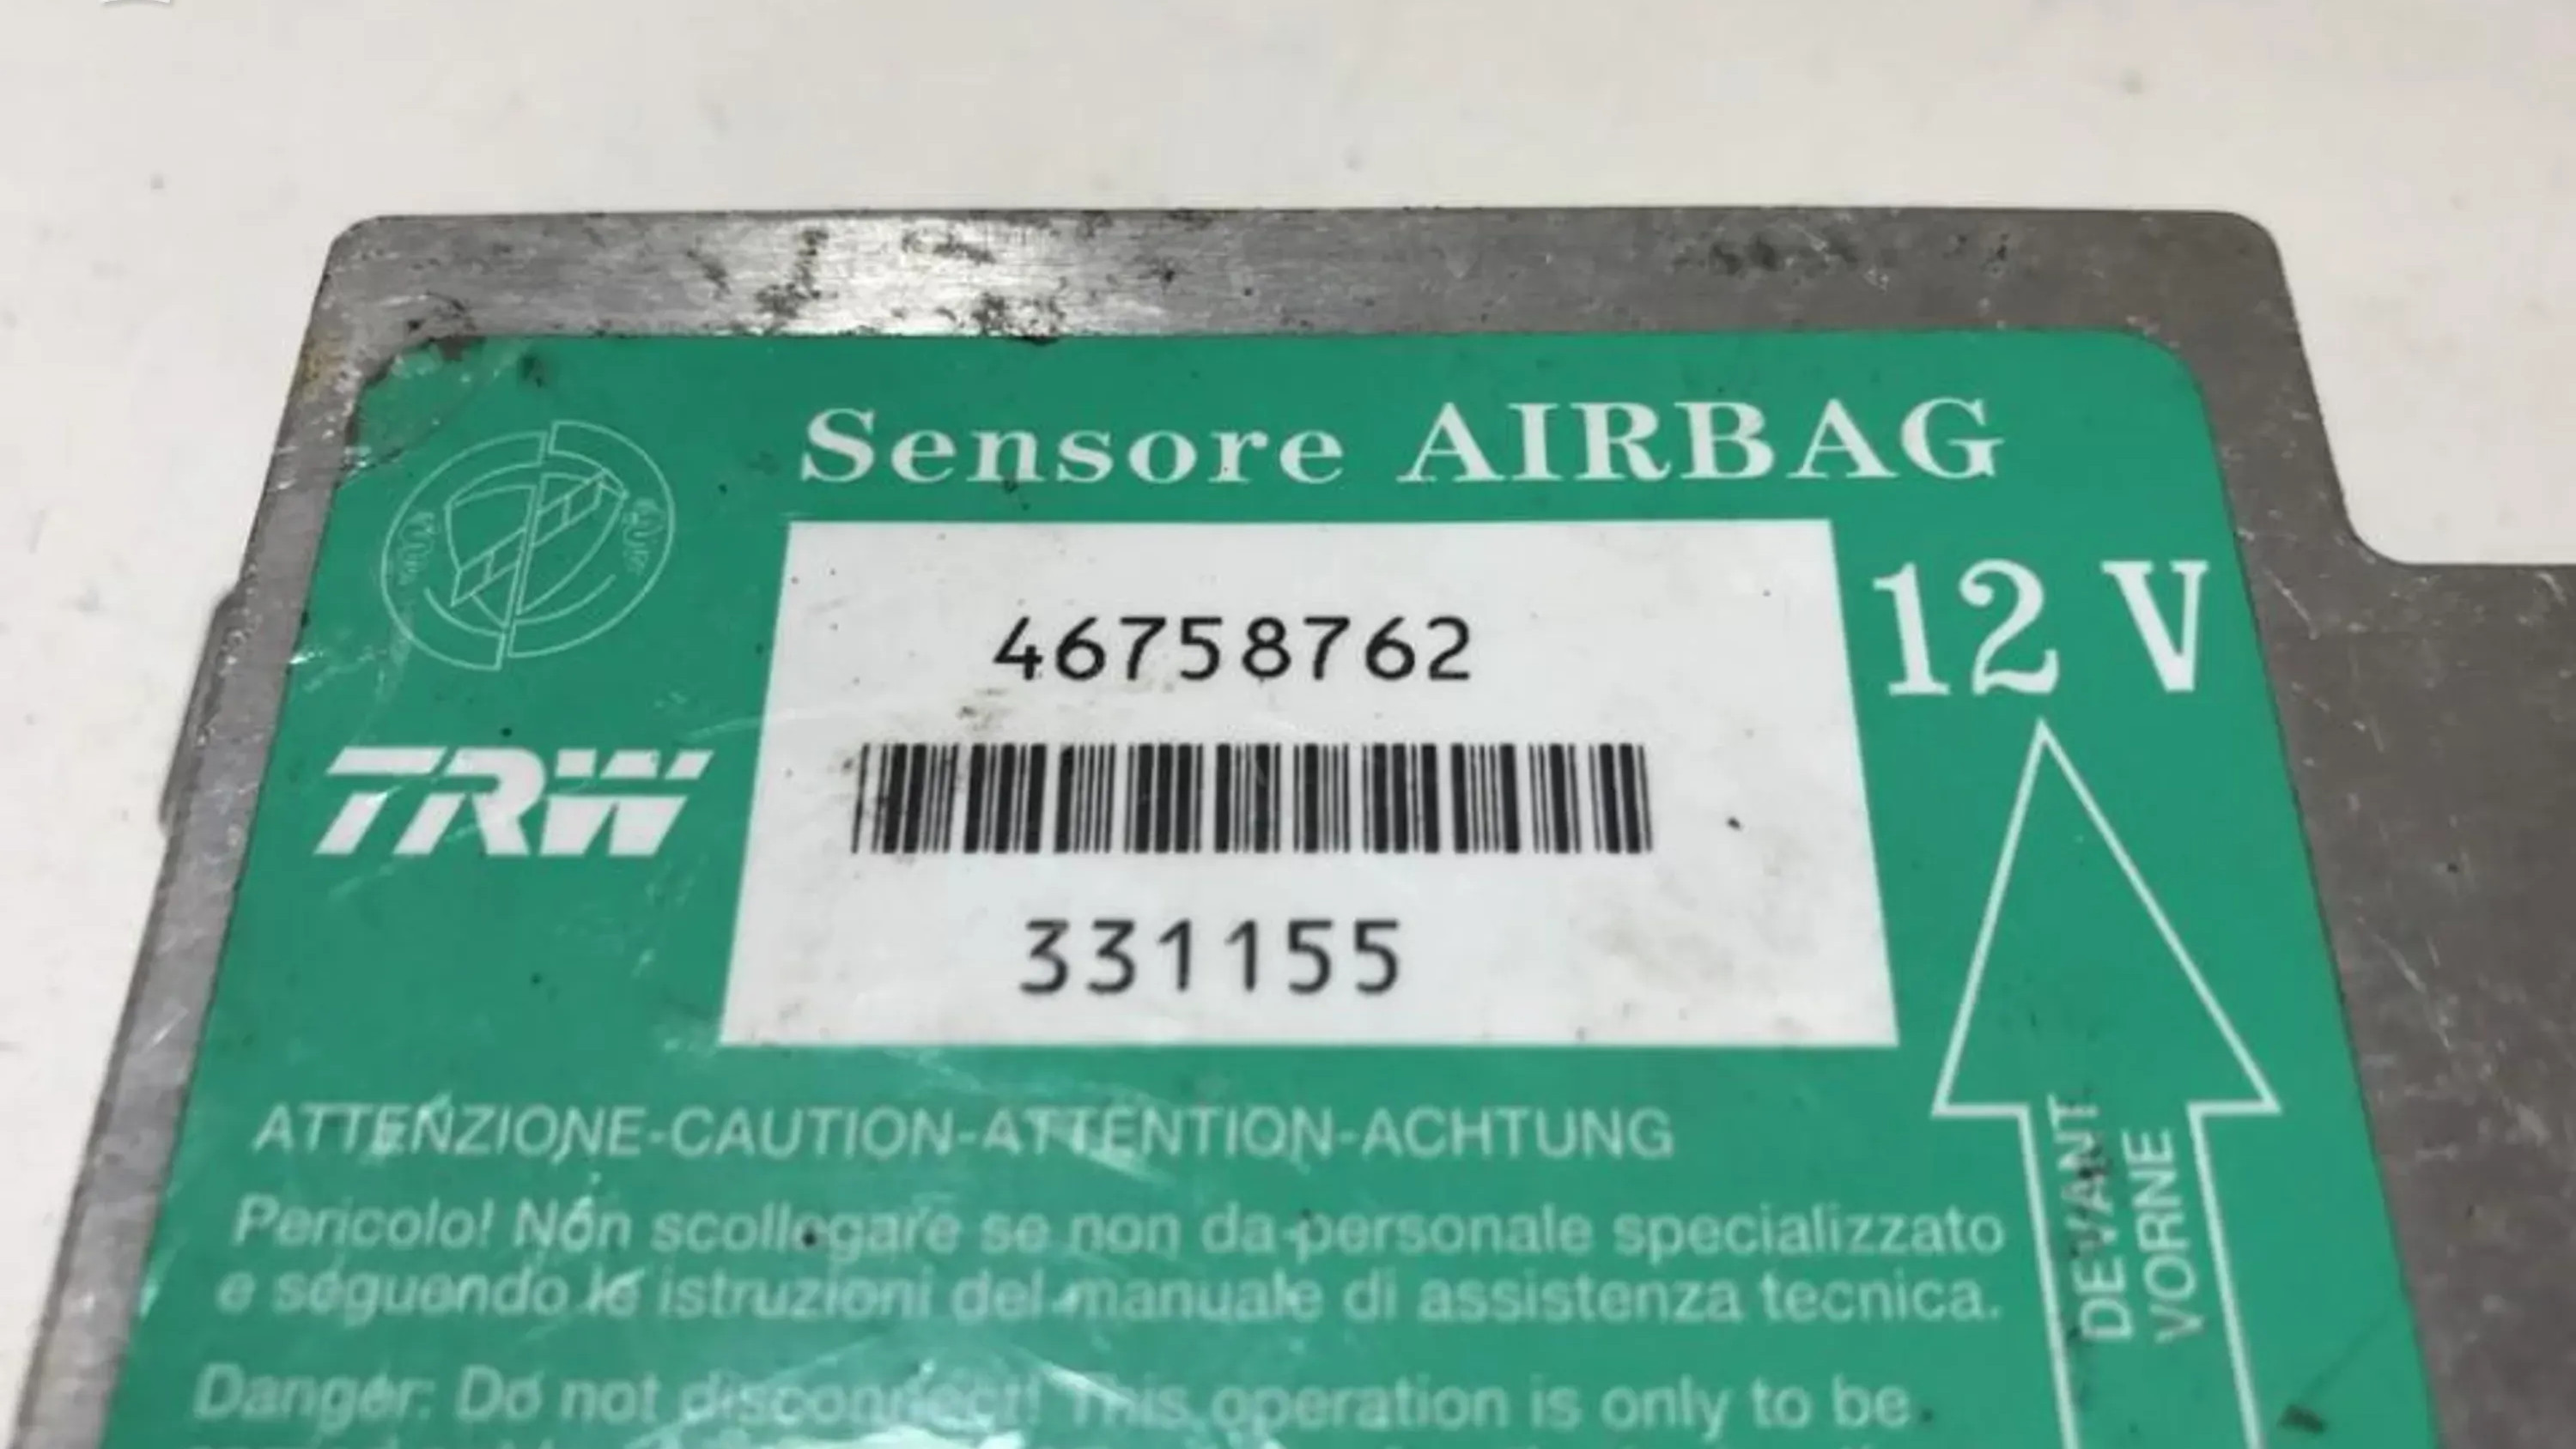 Sensore AIRBAG
12 V
46758762
TRW
331155
ATTENZIONE-CAUTION-ATTENTION-ACHTUNG
Pericolo! Non scollegare se non da personale specializzato
e seguendo le istruzioni del manuale di assistenza tecnica.
Danger: Do not disconnect! This operation is only to be
DEVANT
VORNE